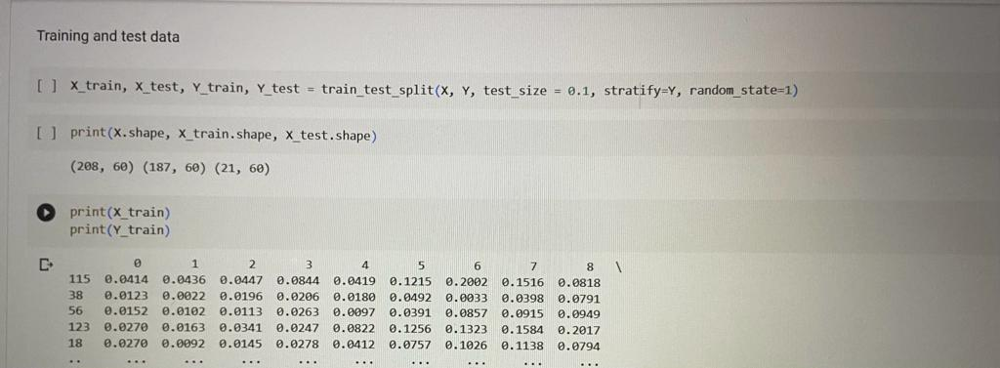 Training and test data
[ ] X_train, X_test, Y_train, Y_test = train_test_split(X, Y, test_size = 0.1, stratify=Y, random_state=1)
[ ] print(X.shape, X_train.shape, X_test.shape)
(208, 60) (187, 60) (21, 60)
print(X_train)
print(Y_train)
0 1 2 3 4 5 6 7 8 \
115 0.0414 0.0436 0.0447 0.0844 0.0419 0.1215 0.2002 0.1516 0.0818
38 0.0123 0.0022 0.0196 0.0206 0.0180 0.0492 0.0033 0.0398 0.0791
56 0.0152 0.0102 0.0113 0.0263 0.0097 0.0391 0.0857 0.0915 0.0949
123 0.0270 0.0163 0.0341 0.0247 0.0822 0.1256 0.1323 0.1584 0.2017
18 0.0270 0.0092 0.0145 0.0278 0.0412 0.0757 0.1026 0.1138 0.0794
.. ... ... ... ... ... ... ... ... ...